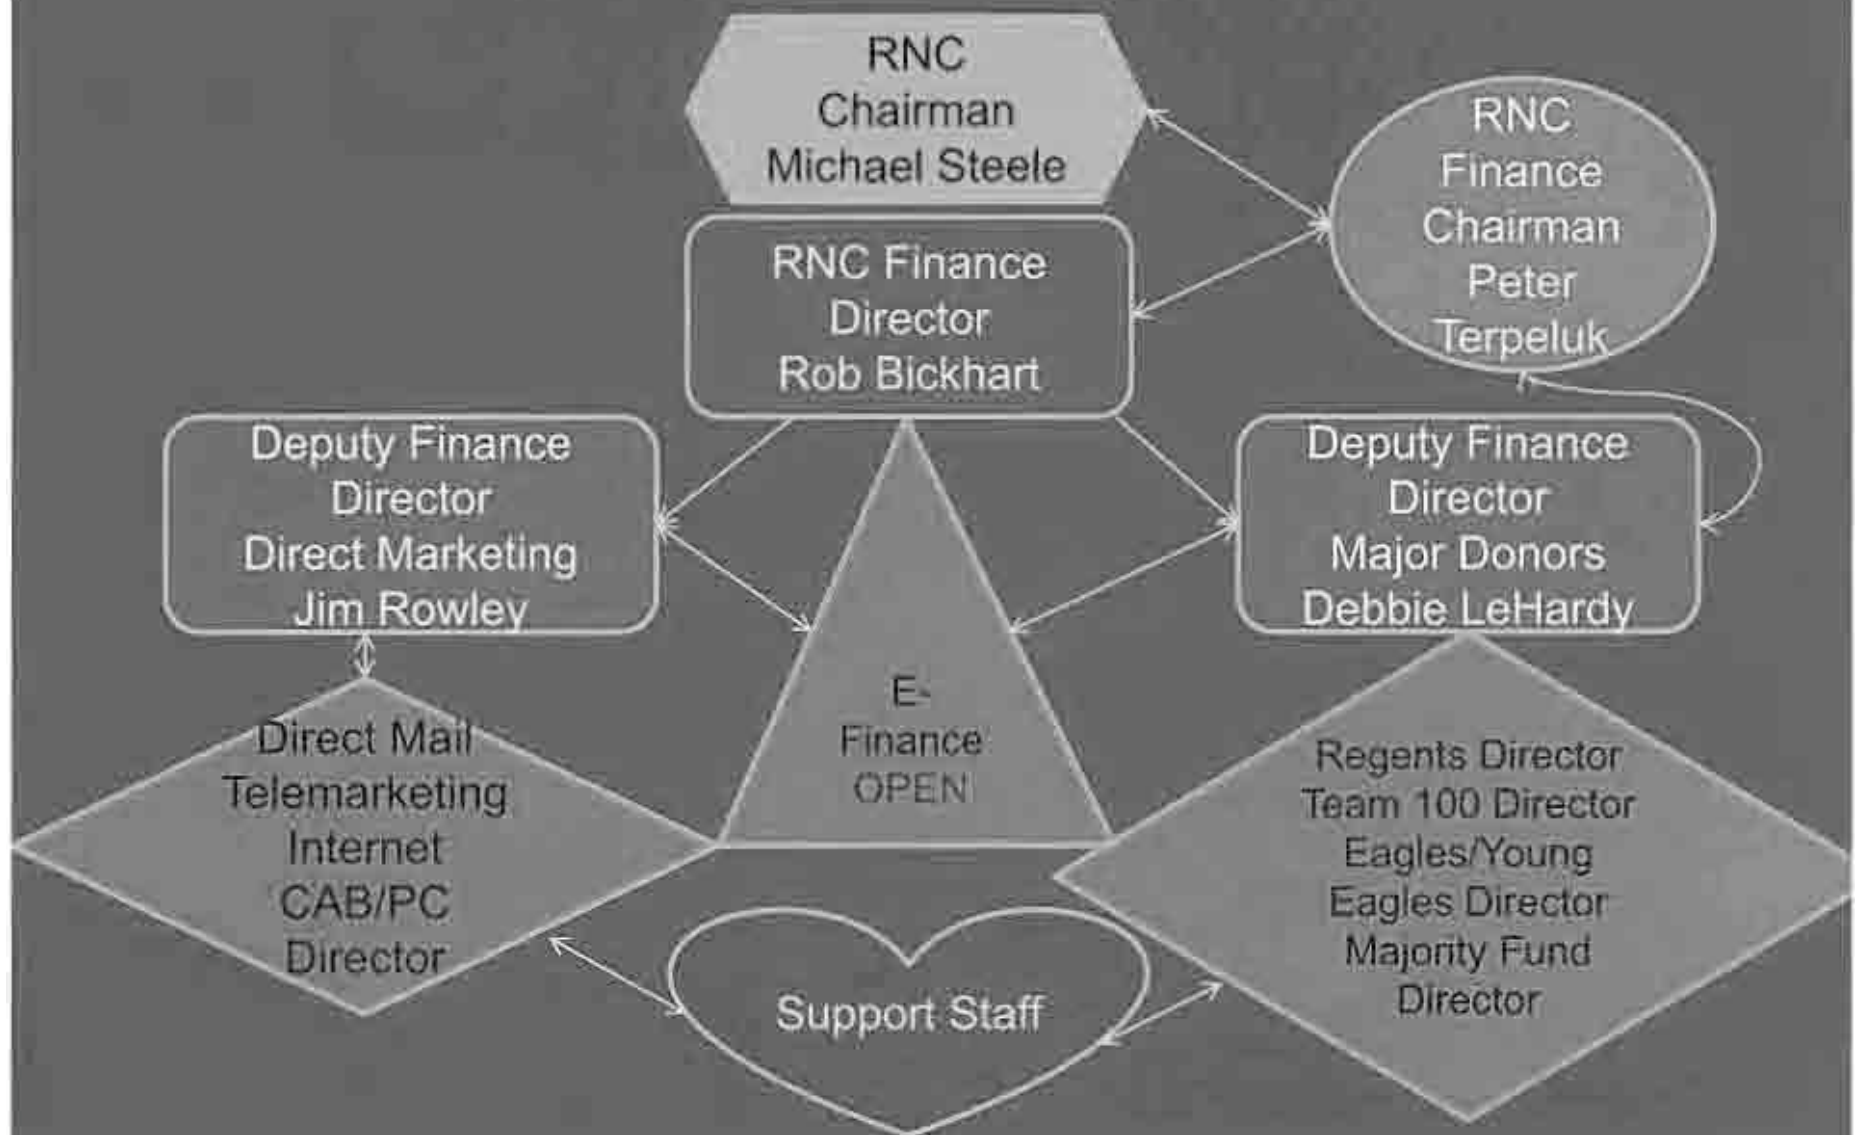 RNC
Chairman
Michael Steele
RNC
Finance
Chairman
Peter
Terpeluk
RNC Finance
Director
Rob Bickhart
Deputy Finance
Director
Direct Marketing
Jim Rowley
Deputy Finance
Director
Major Donors
Debbie LeHardy
E-
Finance
OPEN
Direct Mail
Telemarketing
Internet
CAB/PC
Director
Regents Director
Team 100 Director
Eagles/Young
Eagles Director
Majority Fund
Director
Support Staff